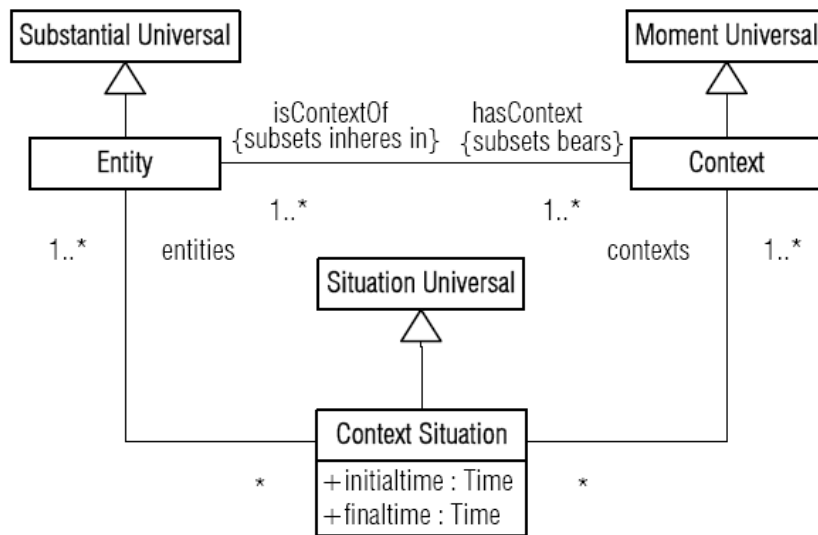 Substantial Universal
Moment Universal
isContextOf
{subsets inheres in}
hasContext
{subsets bears}
Entity
Context
1..*
1..*
1..*
entities
contexts
1..*
Situation Universal
Context Situation
*
+initialtime : Time
*
+finaltime : Time